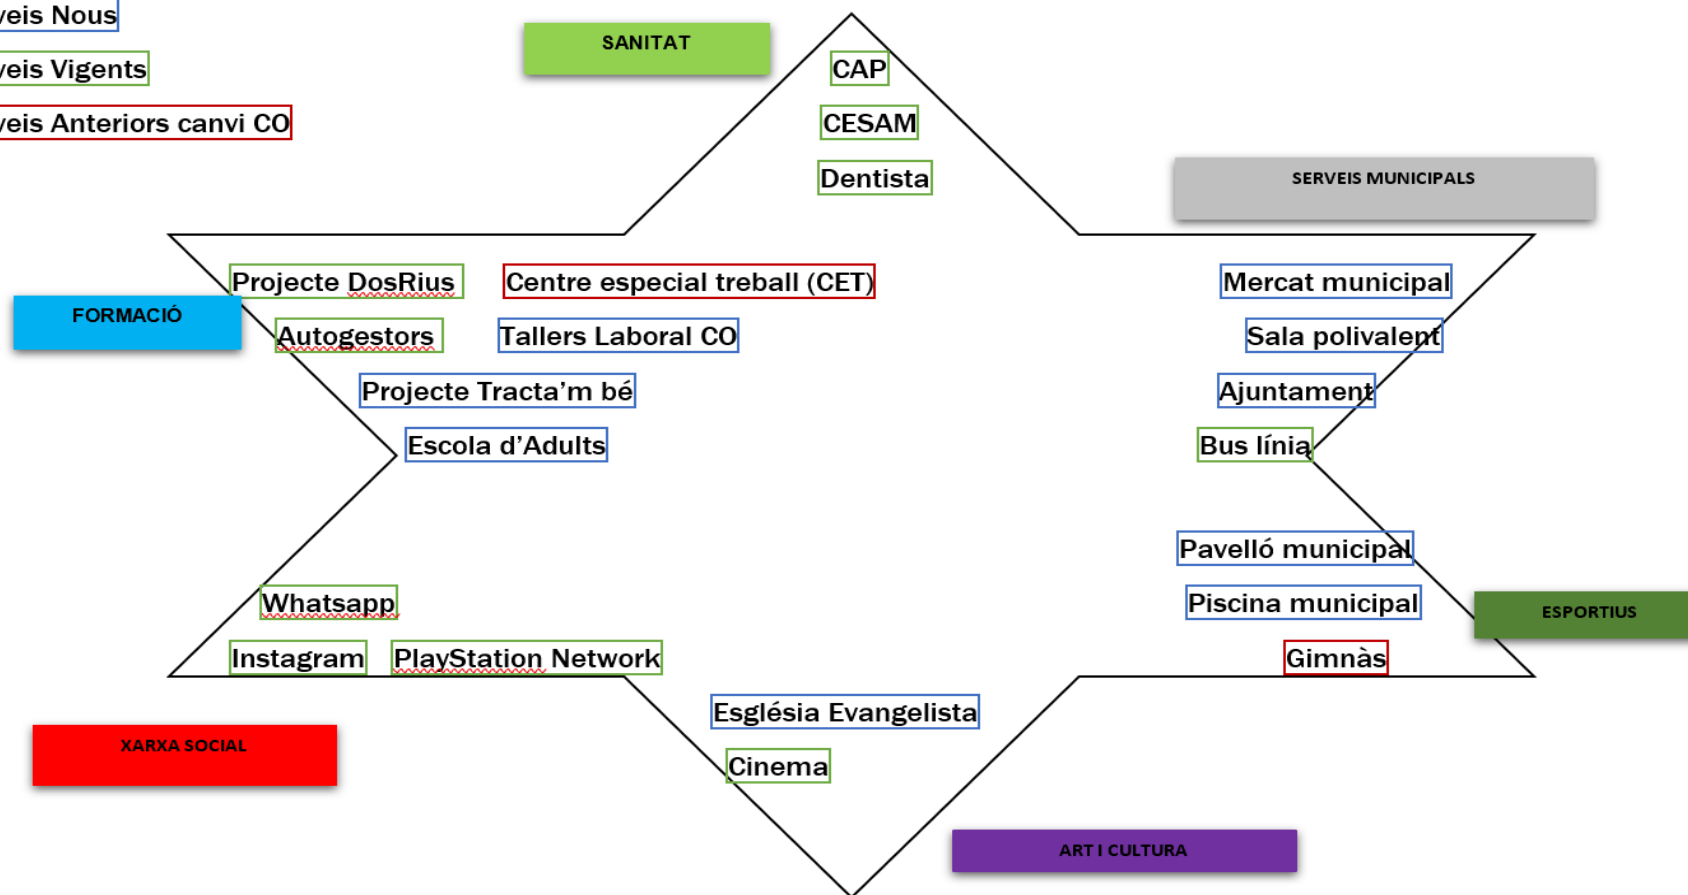 veis Nous
veis Vigents
veis Anteriors canvi CO
SANITAT
CAP
CESAM
Dentista
SERVEIS MUNICIPALS
Projecte DosRius
Centre especial treball (CET)
Mercat municipal
FORMACIÓ
Autogestors
Tallers Laboral CO
Sala polivalent
Projecte Tracta’m bé
Ajuntament
Escola d’Adults
Bus línia
Pavelló municipal
Whatsapp
Piscina municipal
ESPORTIUS
Instagram
PlayStation Network
Gimnàs
Església Evangelista
XARXA SOCIAL
Cinema
ART I CULTURA